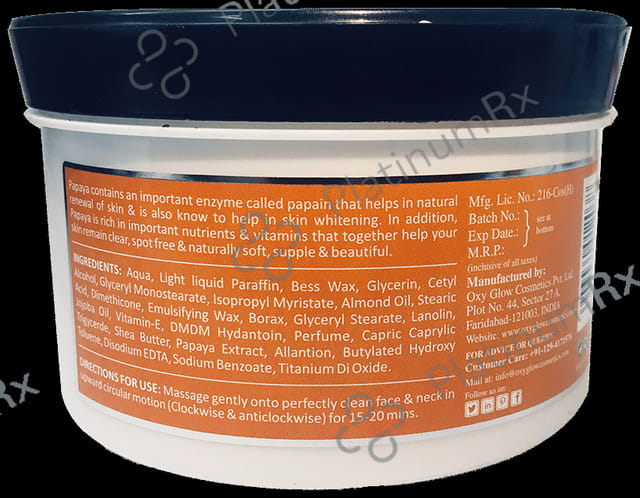 Papaya contains an important enzyme called papain that helps in natural
renewal of skin & is also know to help in skin whitening. In addition,
Papaya is rich in important nutrients & vitamins that together help your
skin remain clear, spot free & naturally soft, supple & beautiful.
INGREDIENTS: Aqua, Light liquid Paraffin, Bess Wax, Glycerin, Cetyl
Alcohol, Glyceryl Monostearate, Isopropyl Myristate, Almond Oil, Stearic
Acid, Dimethicone, Emulsifying Wax, Borax, Glyceryl Stearate, Lanolin,
Jojoba Oil, Vitamin-E, DMDM Hydantoin, Perfume, Capric Caprylic
Trigycerde, Shea Butter, Papaya Extract, Allantion, Butylated Hydroxy
Toluene, Disodium EDTA, Sodium Benzoate, Titanium Di Oxide.
DIRECTIONS FOR USE: Massage gently onto perfectly clean face & neck in
upward circular motion (Clockwise & anticlockwise) for 15-20 mins.
Mfg. Lic. No.: 216-Cos(H)
Batch No.:
Exp Date.:
see at
bottom
M.R.P.:
(inclusive of all taxes)
Manufactured by:
Oxy Glow Cosmetics Pvt. Ltd.
Plot No. 44, Sector 27 A,
Faridabad-121003, INDIA
FOR ADVICE OR QUERIES
Customer Care: +91-129-4175476
Mail at: info@oxyglowcosmetics.com
Follow us on:
PlatinumRx
PlatinumRx
PlatinumRx
Rx